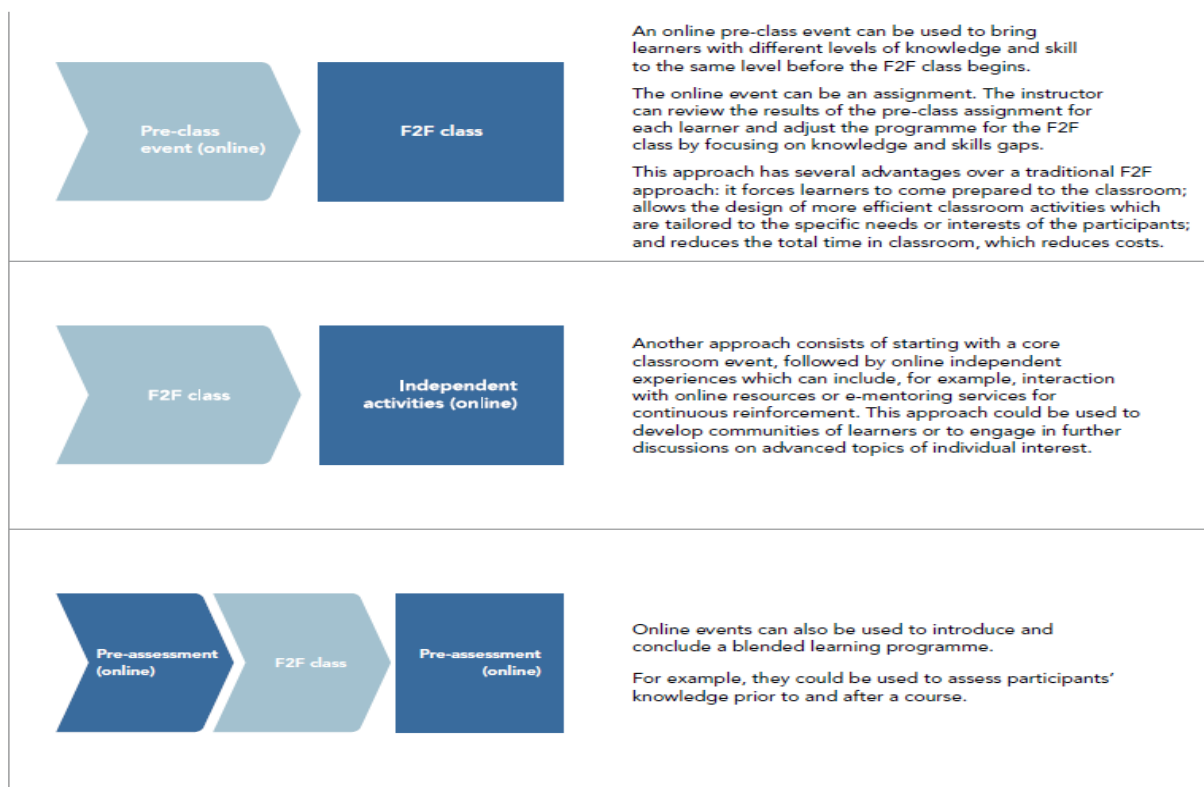 Pre-class
event (online)
F2F class
An online pre-class event can be used to bring
learners with different levels of knowledge and skill
to the same level before the F2F class begins.
The online event can be an assignment. The instructor
can review the results of the pre-class assignment for
each learner and adjust the programme for the F2F
class by focusing on knowledge and skills gaps.
This approach has several advantages over a traditional F2F
approach: it forces learners to come prepared to the classroom;
allows the design of more efficient classroom activities which
are tailored to the specific needs or interests of the participants;
and reduces the total time in classroom, which reduces costs.
F2F class
Independent
activities (online)
Another approach consists of starting with a core
classroom event, followed by online independent
experiences which can include, for example, interaction
with online resources or e-mentoring services for
continuous reinforcement. This approach could be used to
develop communities of learners or to engage in further
discussions on advanced topics of individual interest.
Pre-assessment
(online)
F2F class
Pre-assessment
(online)
Online events can also be used to introduce and
conclude a blended learning programme.
For example, they could be used to assess participants’
knowledge prior to and after a course.